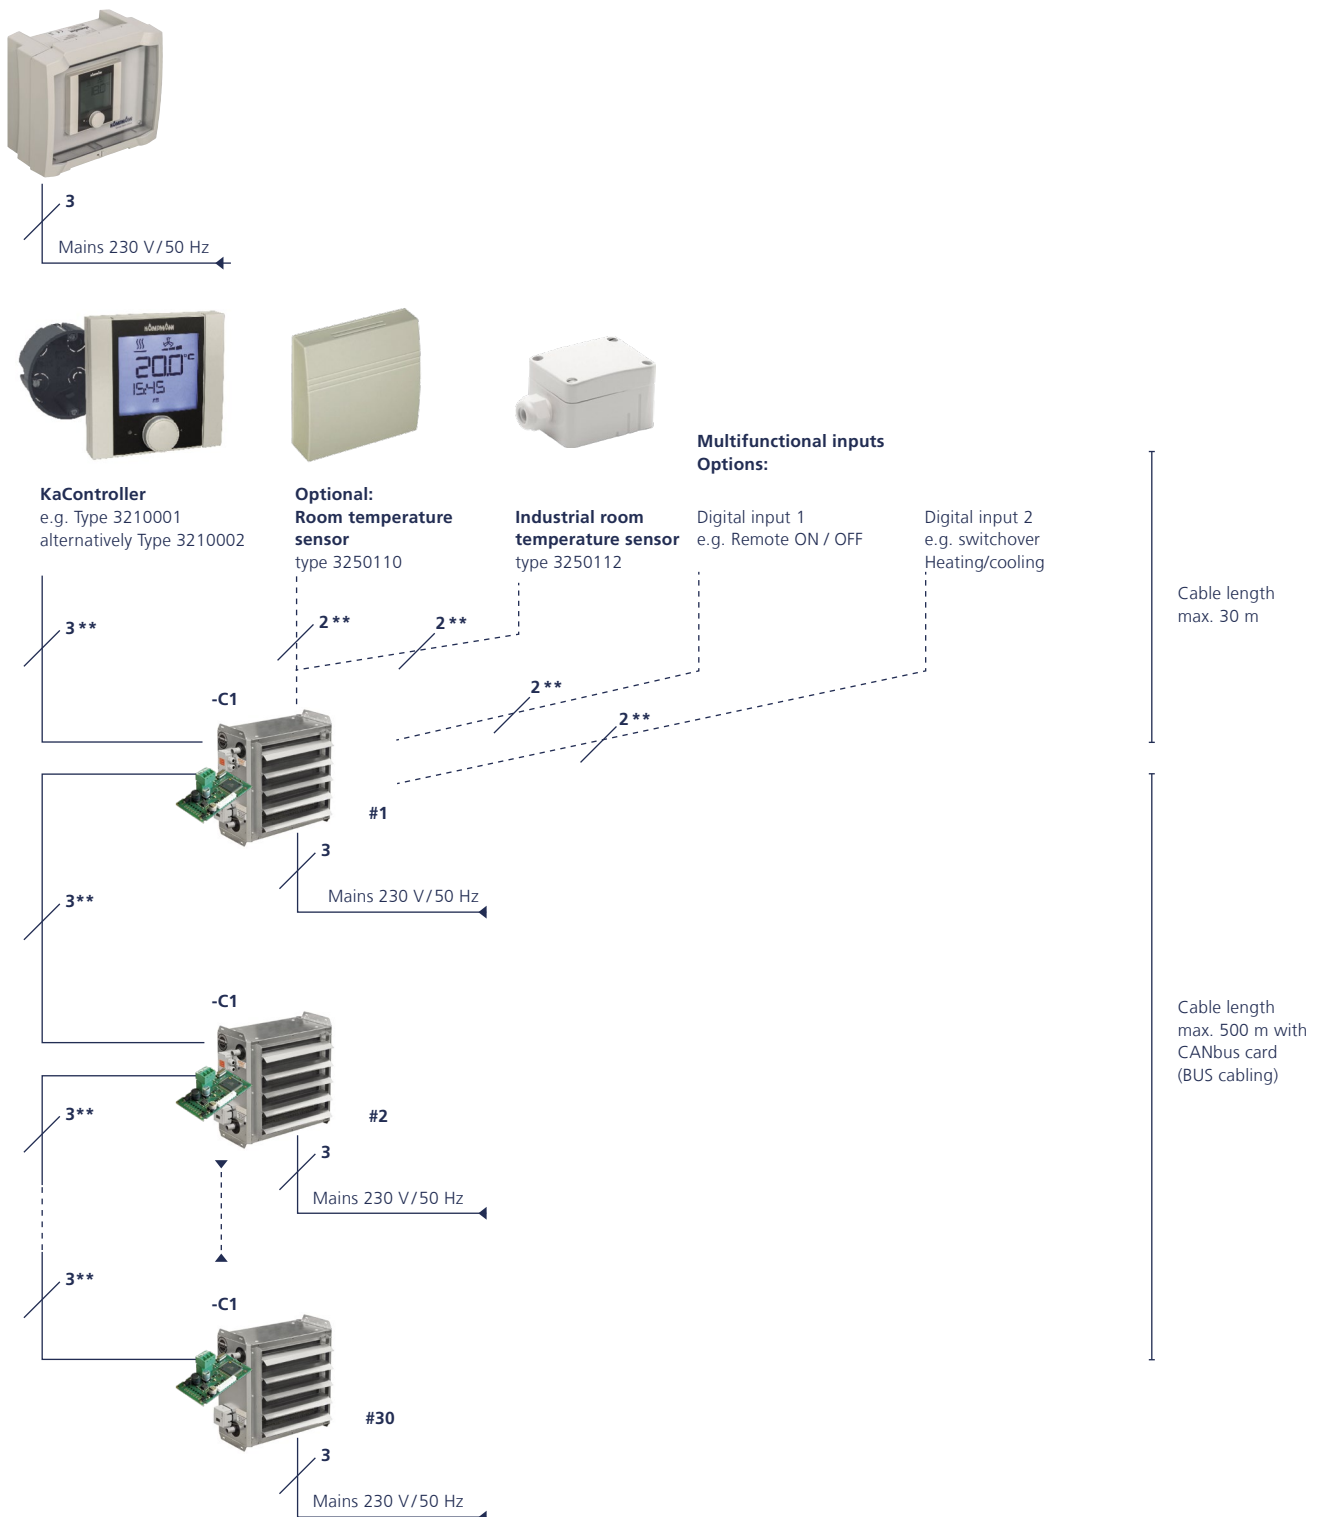 3
Mains 230 V/50 Hz
KAMPMANN
20.0°C
15:45
Multifunctional inputs
Options:
KaController
e.g. Type 3210001
alternatively Type 3210002
Optional:
Room temperature
sensor
type 3250110
Industrial room
temperature sensor
type 3250112
Digital input 1
e.g. Remote ON / OFF
Digital input 2
e.g. switchover
Heating/cooling
Cable length
max. 30 m
3**
2**
2**
2**
2**
-C1
#1
3
Mains 230 V/50 Hz
3**
-C1
Cable length
max. 500 m with
CANbus card
(BUS cabling)
3**
#2
3
Mains 230 V/50 Hz
3**
-C1
#30
3
Mains 230 V/50 Hz